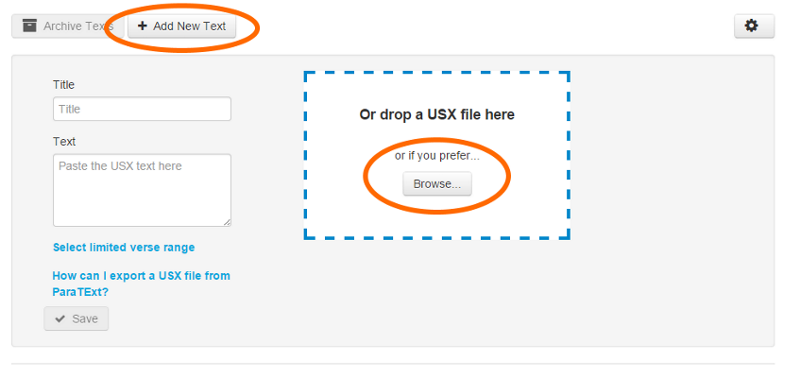 Archive Texts
+ Add New Text
Title
Title
Text
Paste the USX text here
Select limited verse range
How can I export a USX file from
ParaTExt?
Save
Or drop a USX file here
or if you prefer...
Browse...